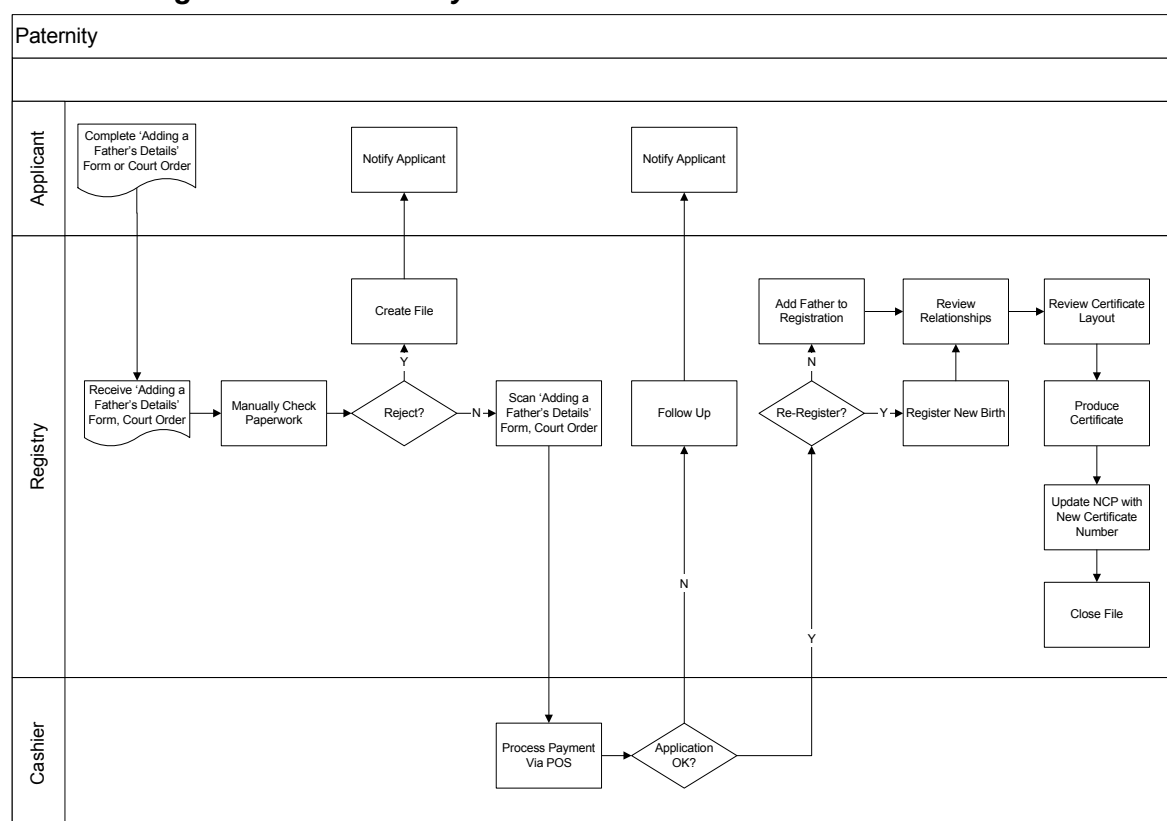 Paternity
Applicant
Complete ‘Adding a
Father’s Details’
Form or Court Order
Notify Applicant
Notify Applicant
Registry
Create File
Add Father to
Registration
Review
Relationships
Review Certificate
Layout
Y
N
Receive ‘Adding a
Father’s Details’
Form, Court Order
Manually Check
Paperwork
Reject?
N
Scan ‘Adding a
Father’s Details’
Form, Court Order
Follow Up
Re-Register?
Y
Register New Birth
Produce
Certificate
Update NCP with
New Certificate
Number
N
Y
Close File
Cashier
Process Payment
Via POS
Application
OK?